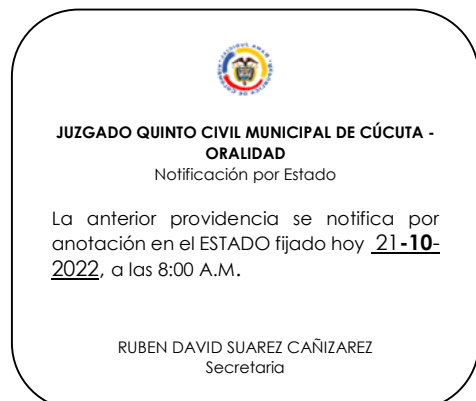 JUZGADO QUINTO CIVIL MUNICIPAL DE CÚCUTA -
ORALIDAD
Notificación por Estado
La anterior providencia se notifica por
anotación en el ESTADO fijado hoy 21-10-
2022, a las 8:00 A.M.
RUBEN DAVID SUAREZ CAÑIZAREZ
Secretaria